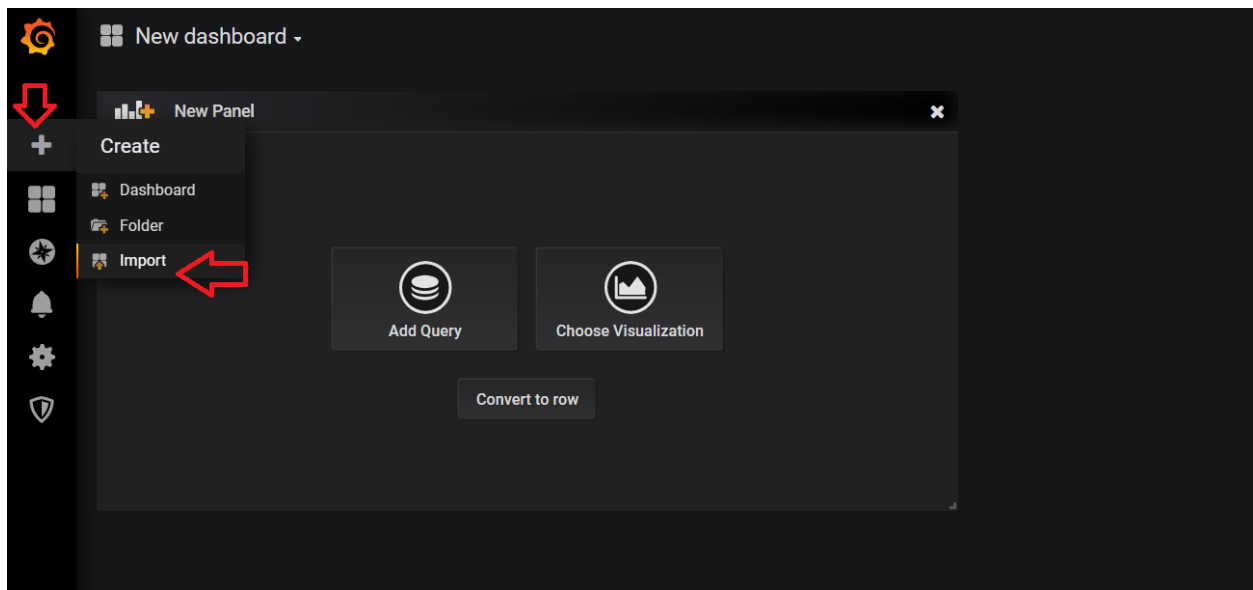 New dashboard
New Panel
Create
Dashboard
Folder
Import
Add Query
Choose Visualization
Convert to row